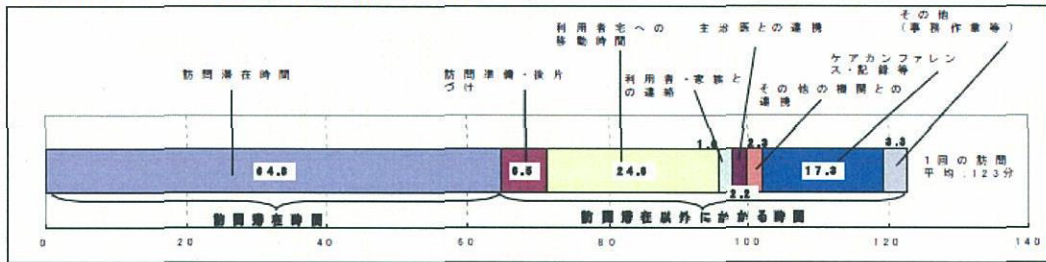 訪問滞在時間
訪問準備・後片
づけ
利用者宅への
移動時間
利用者・家族と
の連絡
主治医との連携
その他の機関との
連携
ケアカンファレン
ス・記録等
その他
(事務作業等)
2.3
3.3
6.5
17.3
2.2
1回の訪問
平均:123分
訪問滞在時間
訪問滞在以外にかかる時間
0
20
40
60
80
100
120
140